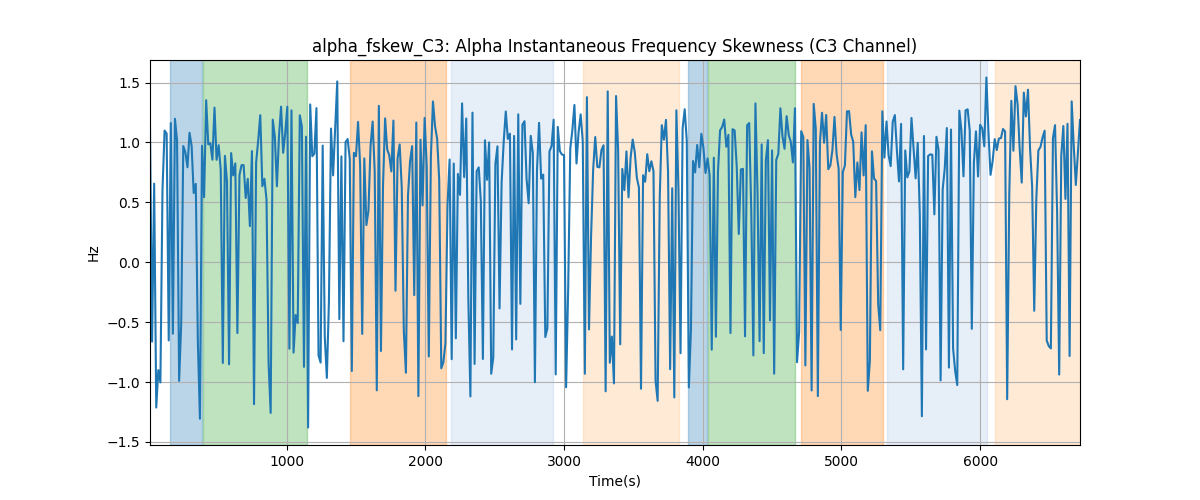 alpha_fskew_C3: Alpha Instantaneous Frequency Skewness (C3 Channel)
1.5
1.0
0.5
0.0
−0.5
−1.0
−1.5
Hz
1000 2000 3000 4000 5000 6000
Time(s)